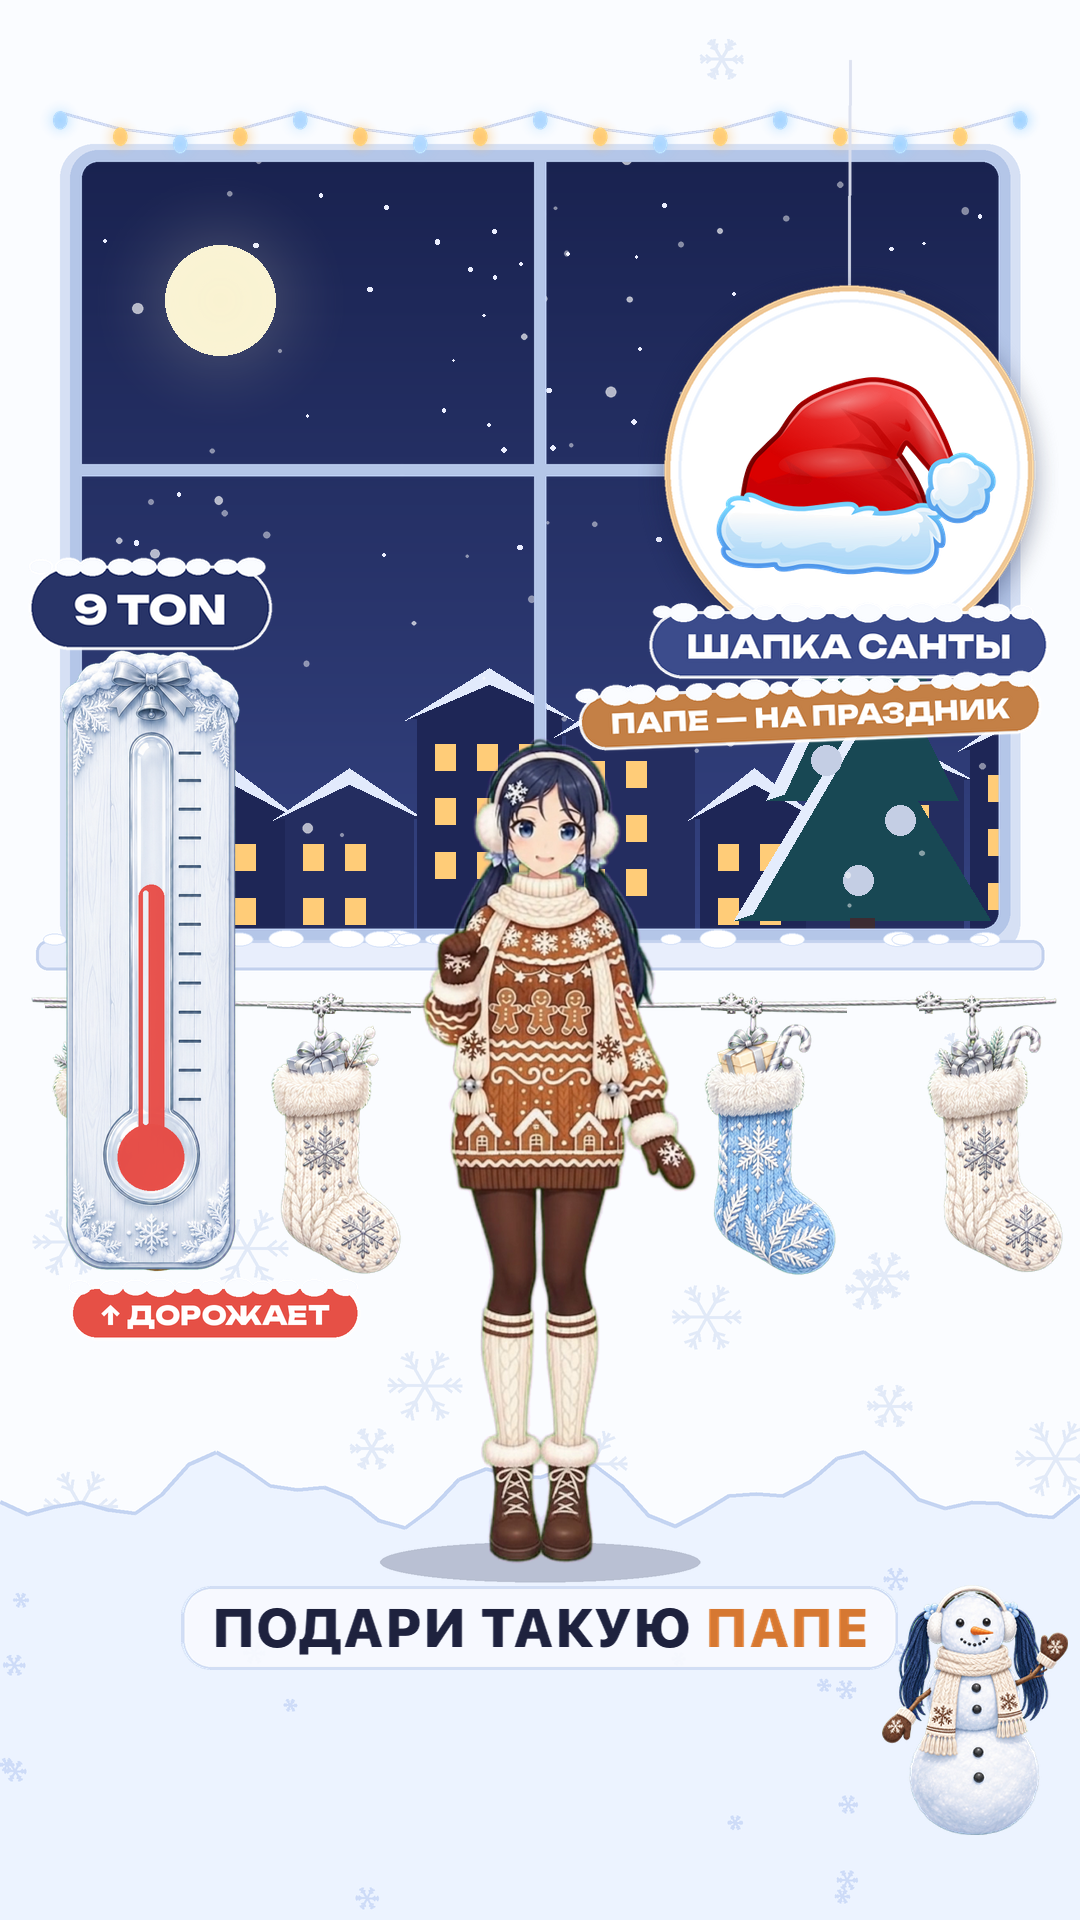 9 TON
ШАПКА САНТЫ
ПАПЕ — НА ПРАЗДНИК
↑ ДОРОЖАЕТ
ПОДАРИ ТАКУЮ ПАПЕ